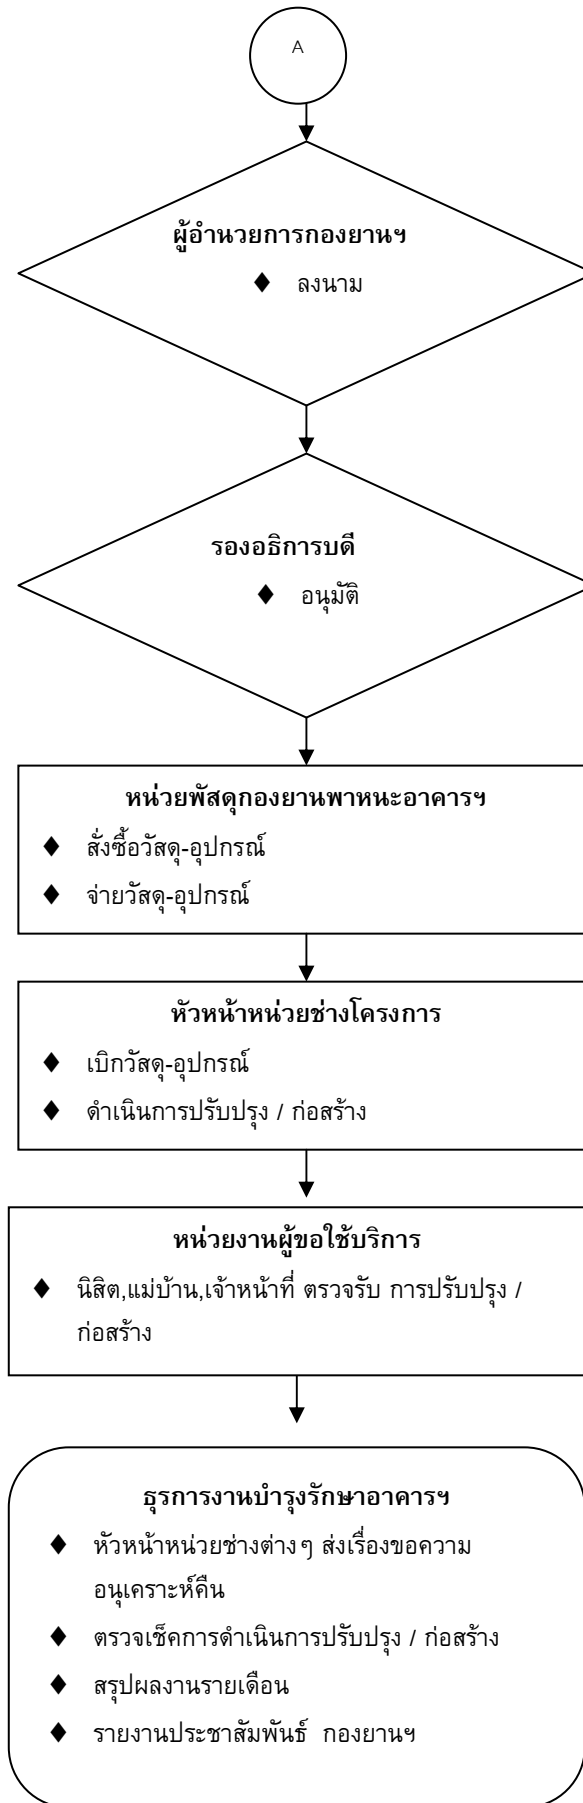 A
ผู้อำนวยการกองยานฯ
♦ ลงนาม
รองอธิการบดี
♦ อนุมัติ
หน่วยพัสดุกองยานพาหนะอาคารฯ
♦ สั่งซื้อวัสดุ-อุปกรณ์
♦ จ่ายวัสดุ-อุปกรณ์
หัวหน้าหน่วยช่างโครงการ
♦ เบิกวัสดุ-อุปกรณ์
♦ ดำเนินการปรับปรุง / ก่อสร้าง
หน่วยงานผู้ขอใช้บริการ
♦ นิสิต,แม่บ้าน,เจ้าหน้าที่ ตรวจรับ การปรับปรุง /
ก่อสร้าง
ธุรการงานบำรุงรักษาอาคารฯ
♦ หัวหน้าหน่วยช่างต่างๆ ส่งเรื่องขอความ
อนุเคราะห์คืน
♦ ตรวจเช็คการดำเนินการปรับปรุง / ก่อสร้าง
♦ สรุปผลงานรายเดือน
♦ รายงานประชาสัมพันธ์ กองยานฯ